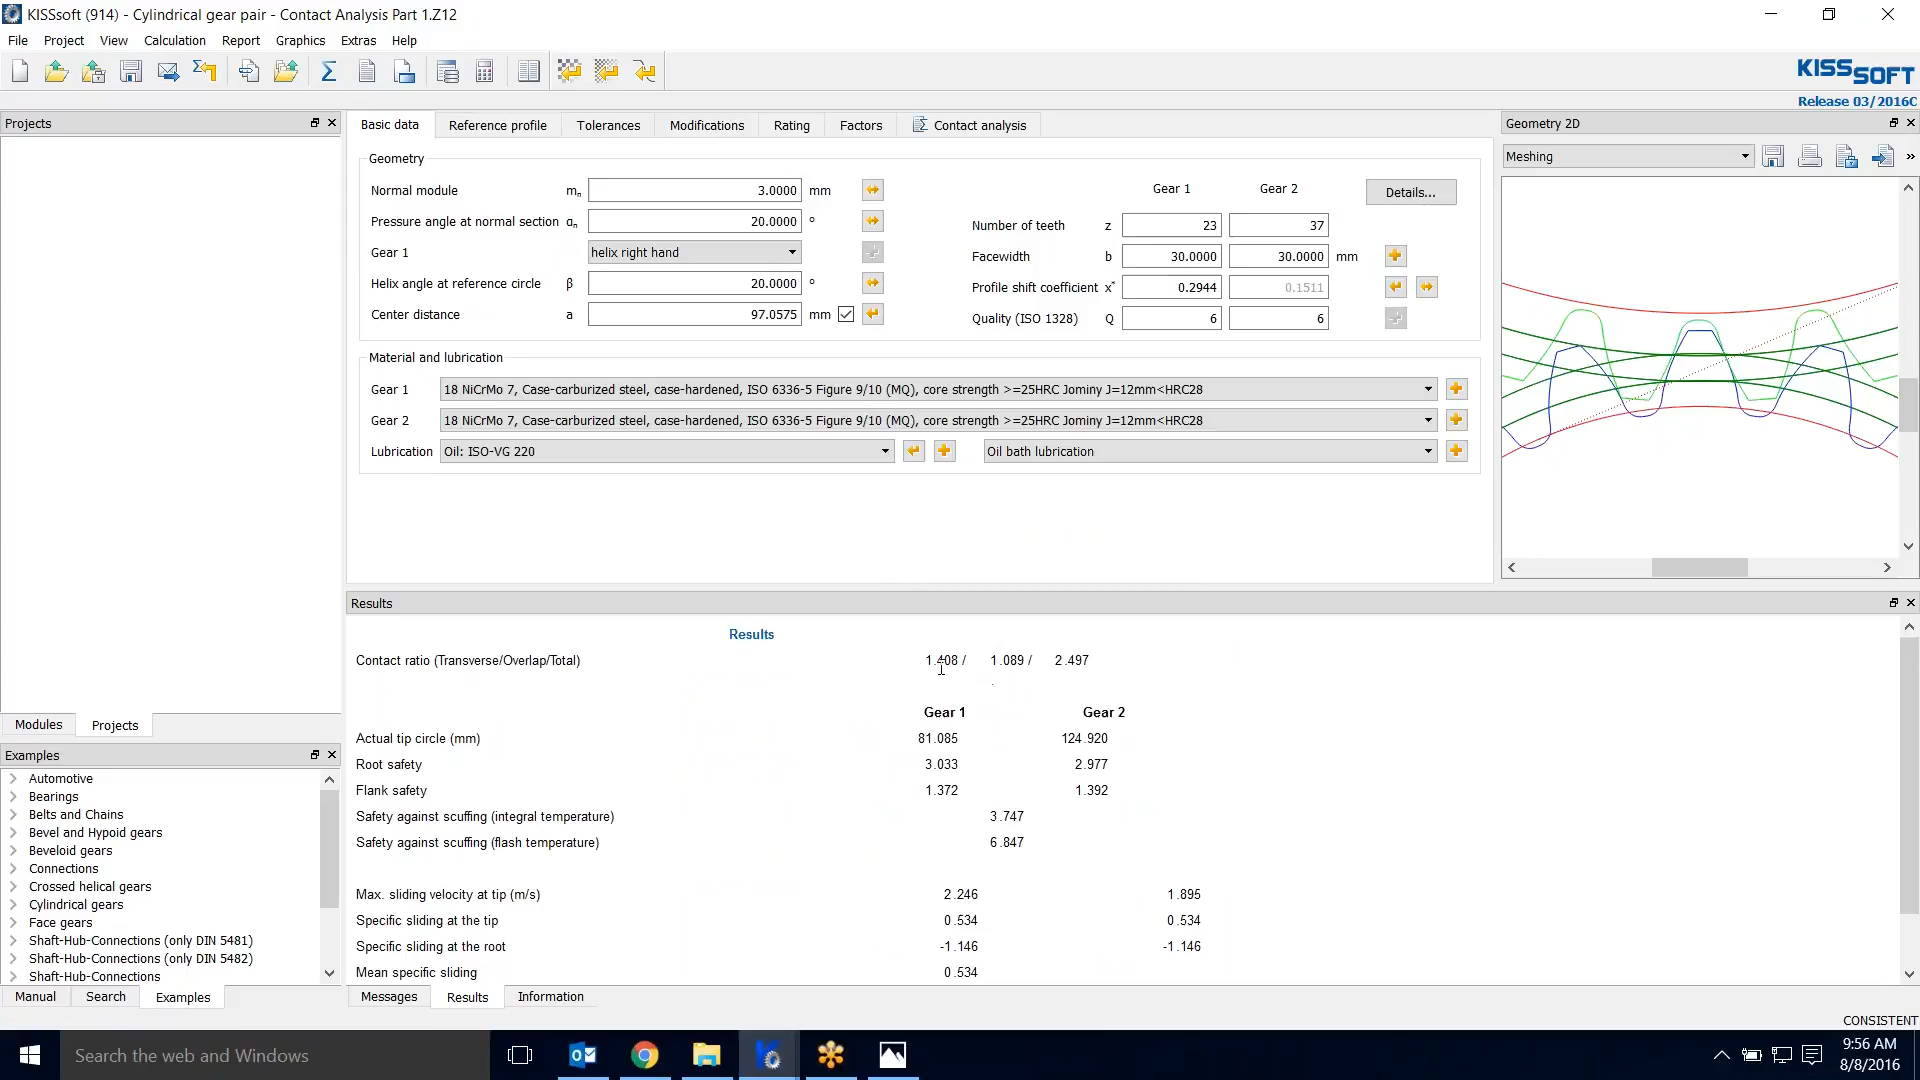 KISSsoft (914) - Cylindrical gear pair - Contact Analysis Part 1.Z12
File Project View Calculation Report Graphics Extras Help
KISSSOFT
Release 03/2016C
Projects
Basic data Reference profile Tolerances Modifications Rating Factors Contact analysis
Geometry 2D
Meshing
Geometry
Normal module mn 3.0000 mm
Gear 1 Gear 2 Details...
Pressure angle at normal section αn 20.0000 °
Number of teeth z 23 37
Gear 1 helix right hand
Facewidth b 30.0000 30.0000 mm
Helix angle at reference circle β 20.0000 °
Profile shift coefficient x* 0.2944 0.1511
Center distance a 97.0575 mm
Quality (ISO 1328) Q 6 6
Material and lubrication
Gear 1 18 NiCrMo 7, Case-carburized steel, case-hardened, ISO 6336-5 Figure 9/10 (MQ), core strength >=25HRC Jominy J=12mm<HRC28
Gear 2 18 NiCrMo 7, Case-carburized steel, case-hardened, ISO 6336-5 Figure 9/10 (MQ), core strength >=25HRC Jominy J=12mm<HRC28
Lubrication Oil: ISO-VG 220 Oil bath lubrication
Modules Projects
Examples
Automotive
Bearings
Belts and Chains
Bevel and Hypoid gears
Beveloid gears
Connections
Crossed helical gears
Cylindrical gears
Face gears
Shaft-Hub-Connections (only DIN 5481)
Shaft-Hub-Connections (only DIN 5482)
Shaft-Hub-Connections
Manual Search Examples
Results
Results
Contact ratio (Transverse/Overlap/Total) 1.408 / 1.089 / 2.497
Gear 1 Gear 2
Actual tip circle (mm) 81.085 124.920
Root safety 3.033 2.977
Flank safety 1.372 1.392
Safety against scuffing (integral temperature) 3.747
Safety against scuffing (flash temperature) 6.847
Max. sliding velocity at tip (m/s) 2.246 1.895
Specific sliding at the tip 0.534 0.534
Specific sliding at the root -1.146 -1.146
Mean specific sliding 0.534
Messages Results Information
CONSISTENT
Search the web and Windows
9:56 AM
8/8/2016